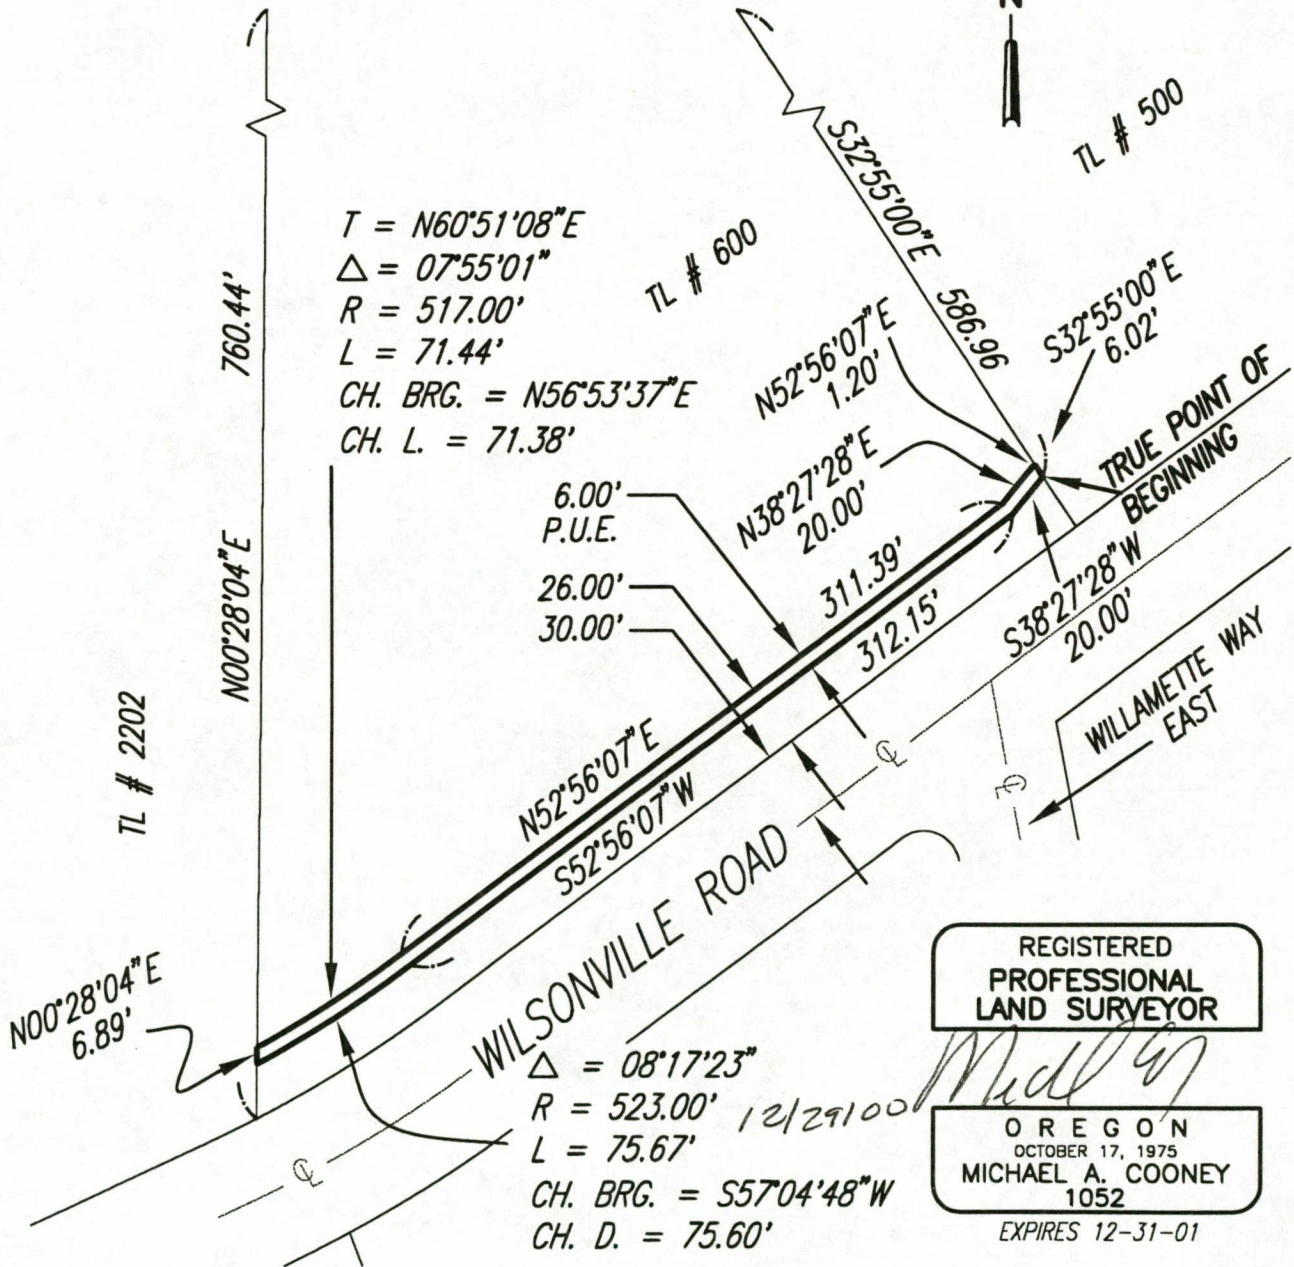 N
TL # 500
S32°55'00"E 586.96
T = N60°51'08"E
Δ = 07°55'01"
R = 517.00'
L = 71.44'
CH. BRG. = N56°53'37"E
CH. L. = 71.38'
TL # 600
760.44'
N00°28'04"E
S32°55'00"E
6.02'
N52°56'07"E
1.20'
TRUE POINT OF
BEGINNING
N38°27'28"E
20.00'
6.00'
P.U.E.
26.00'
30.00'
311.39'
312.15'
S38°27'28"W
20.00'
WILLAMETTE WAY
EAST
TL # 2202
N52°56'07"E
S52°56'07"W
℄
℄
WILSONVILLE ROAD
N00°28'04"E
6.89'
℄
Δ = 08°17'23"
R = 523.00'
L = 75.67'
CH. BRG. = S57°04'48"W
CH. D. = 75.60'
12/29/00
REGISTERED
PROFESSIONAL
LAND SURVEYOR
OREGON
OCTOBER 17, 1975
MICHAEL A. COONEY
1052
EXPIRES 12-31-01